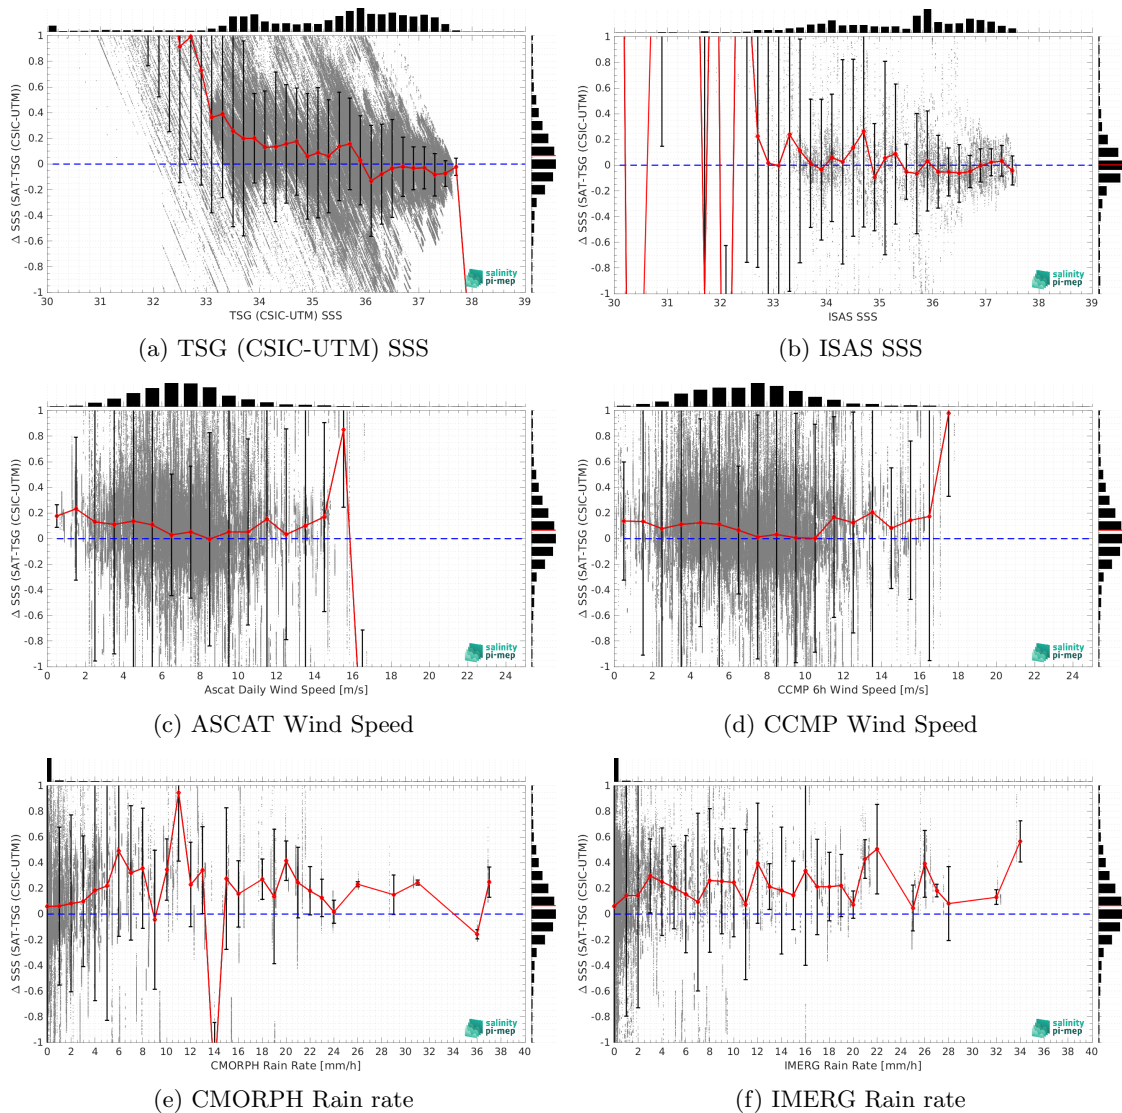 1
0.8
0.6
0.4
0.2
0
-0.2
-0.4
-0.6
-0.8
-1
Δ SSS (SAT-TSG (CSIC-UTM))
30 31 32 33 34 35 36 37 38 39
TSG (CSIC-UTM) SSS
salinity
pi-mep
(a) TSG (CSIC-UTM) SSS
1
0.8
0.6
0.4
0.2
0
-0.2
-0.4
-0.6
-0.8
-1
Δ SSS (SAT-TSG (CSIC-UTM))
30 31 32 33 34 35 36 37 38 39
ISAS SSS
salinity
pi-mep
(b) ISAS SSS
1
0.8
0.6
0.4
0.2
0
-0.2
-0.4
-0.6
-0.8
-1
Δ SSS (SAT-TSG (CSIC-UTM))
0 2 4 6 8 10 12 14 16 18 20 22 24
Ascat Daily Wind Speed [m/s]
salinity
pi-mep
(c) ASCAT Wind Speed
1
0.8
0.6
0.4
0.2
0
-0.2
-0.4
-0.6
-0.8
-1
Δ SSS (SAT-TSG (CSIC-UTM))
0 2 4 6 8 10 12 14 16 18 20 22 24
CCMP 6h Wind Speed [m/s]
salinity
pi-mep
(d) CCMP Wind Speed
1
0.8
0.6
0.4
0.2
0
-0.2
-0.4
-0.6
-0.8
-1
Δ SSS (SAT-TSG (CSIC-UTM))
0 2 4 6 8 10 12 14 16 18 20 22 24 26 28 30 32 34 36 38 40
CMORPH Rain Rate [mm/h]
salinity
pi-mep
(e) CMORPH Rain rate
1
0.8
0.6
0.4
0.2
0
-0.2
-0.4
-0.6
-0.8
-1
Δ SSS (SAT-TSG (CSIC-UTM))
0 2 4 6 8 10 12 14 16 18 20 22 24 26 28 30 32 34 36 38 40
IMERG Rain Rate [mm/h]
salinity
pi-mep
(f) IMERG Rain rate